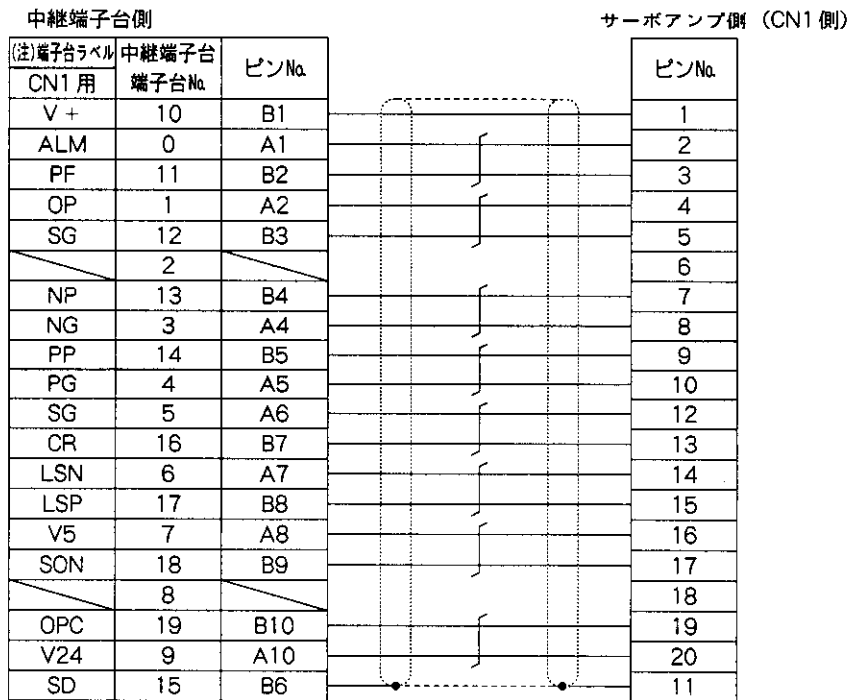 中継端子台側 サーボアンプ側（CN1側）
(注)端子台ラベル 中継端子台 ピンNo. ピンNo.
CN1用 端子台No.
V+ 10 B1 1
ALM 0 A1 2
PF 11 B2 3
OP 1 A2 4
SG 12 B3 5
2 6
NP 13 B4 7
NG 3 A4 8
PP 14 B5 9
PG 4 A5 10
SG 5 A6 12
CR 16 B7 13
LSN 6 A7 14
LSP 17 B8 15
V5 7 A8 16
SON 18 B9 17
8 18
OPC 19 B10 19
V24 9 A10 20
SD 15 B6 11